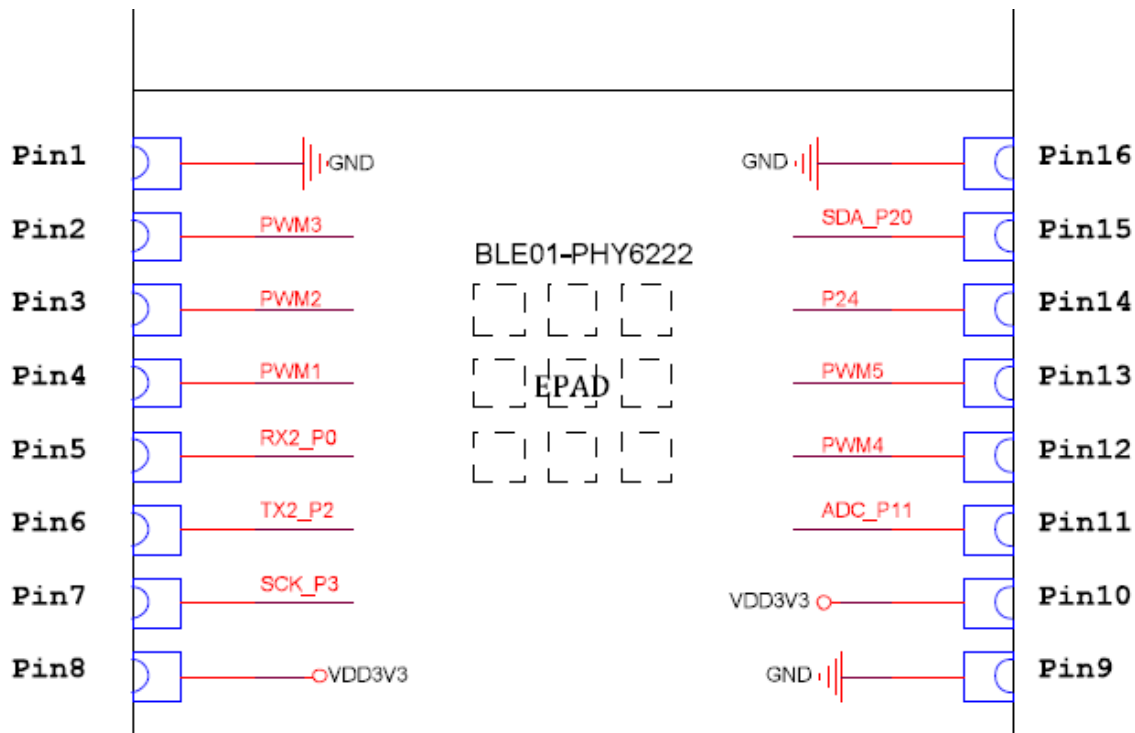 Pin1 GND GND Pin16
Pin2 PWM3 SDA_P20 Pin15
BLE01-PHY6222
Pin3 PWM2 P24 Pin14
Pin4 PWM1 EPAD PWM5 Pin13
Pin5 RX2_P0 PWM4 Pin12
Pin6 TX2_P2 ADC_P11 Pin11
Pin7 SCK_P3 VDD3V3 Pin10
Pin8 VDD3V3 GND Pin9